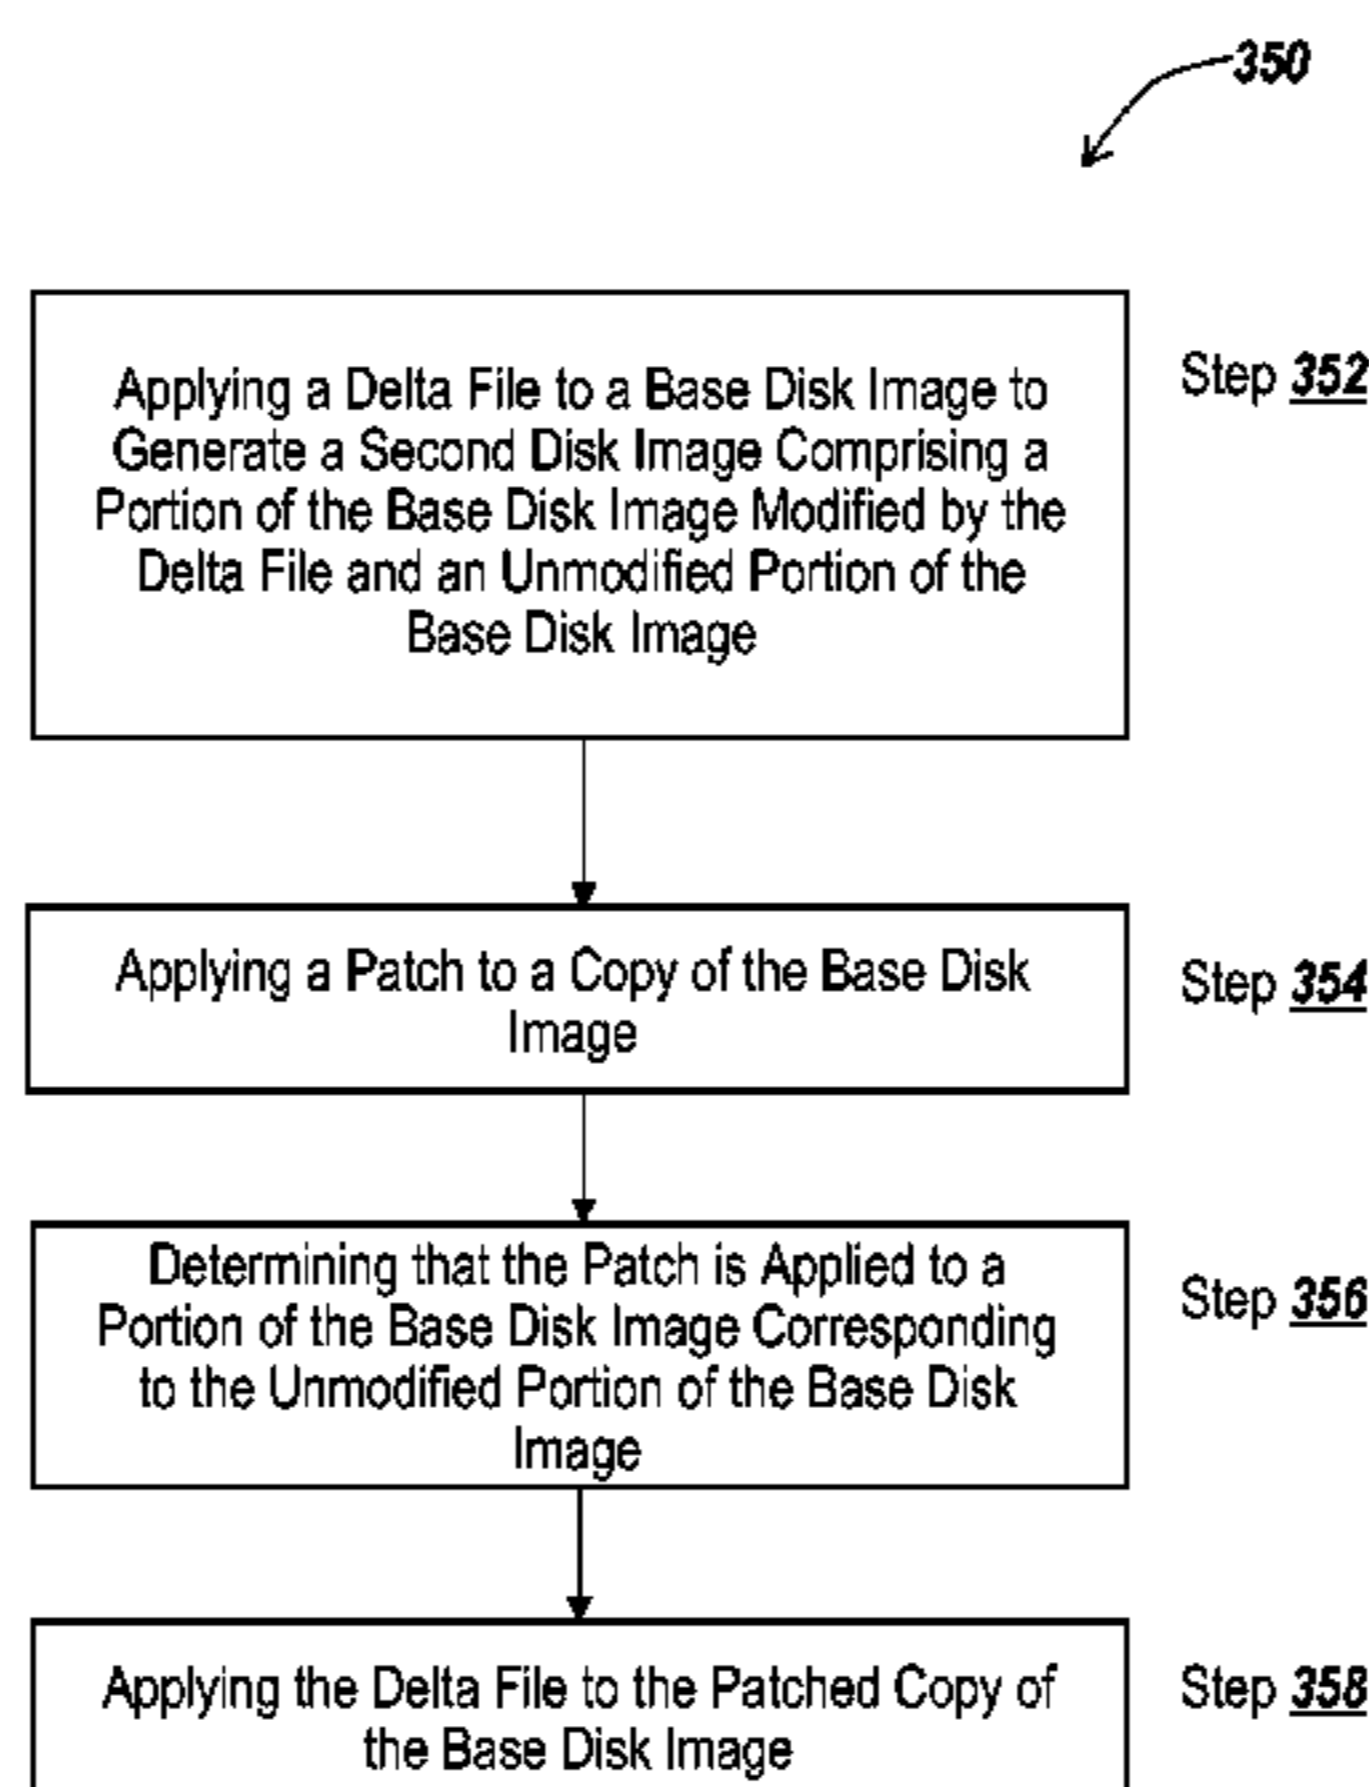 350
Applying a Delta File to a Base Disk Image to
Generate a Second Disk Image Comprising a
Portion of the Base Disk Image Modified by the
Delta File and an Unmodified Portion of the
Base Disk Image
Step 352
Applying a Patch to a Copy of the Base Disk
Image
Step 354
Determining that the Patch is Applied to a
Portion of the Base Disk Image Corresponding
to the Unmodified Portion of the Base Disk
Image
Step 356
Applying the Delta File to the Patched Copy of
the Base Disk Image
Step 358